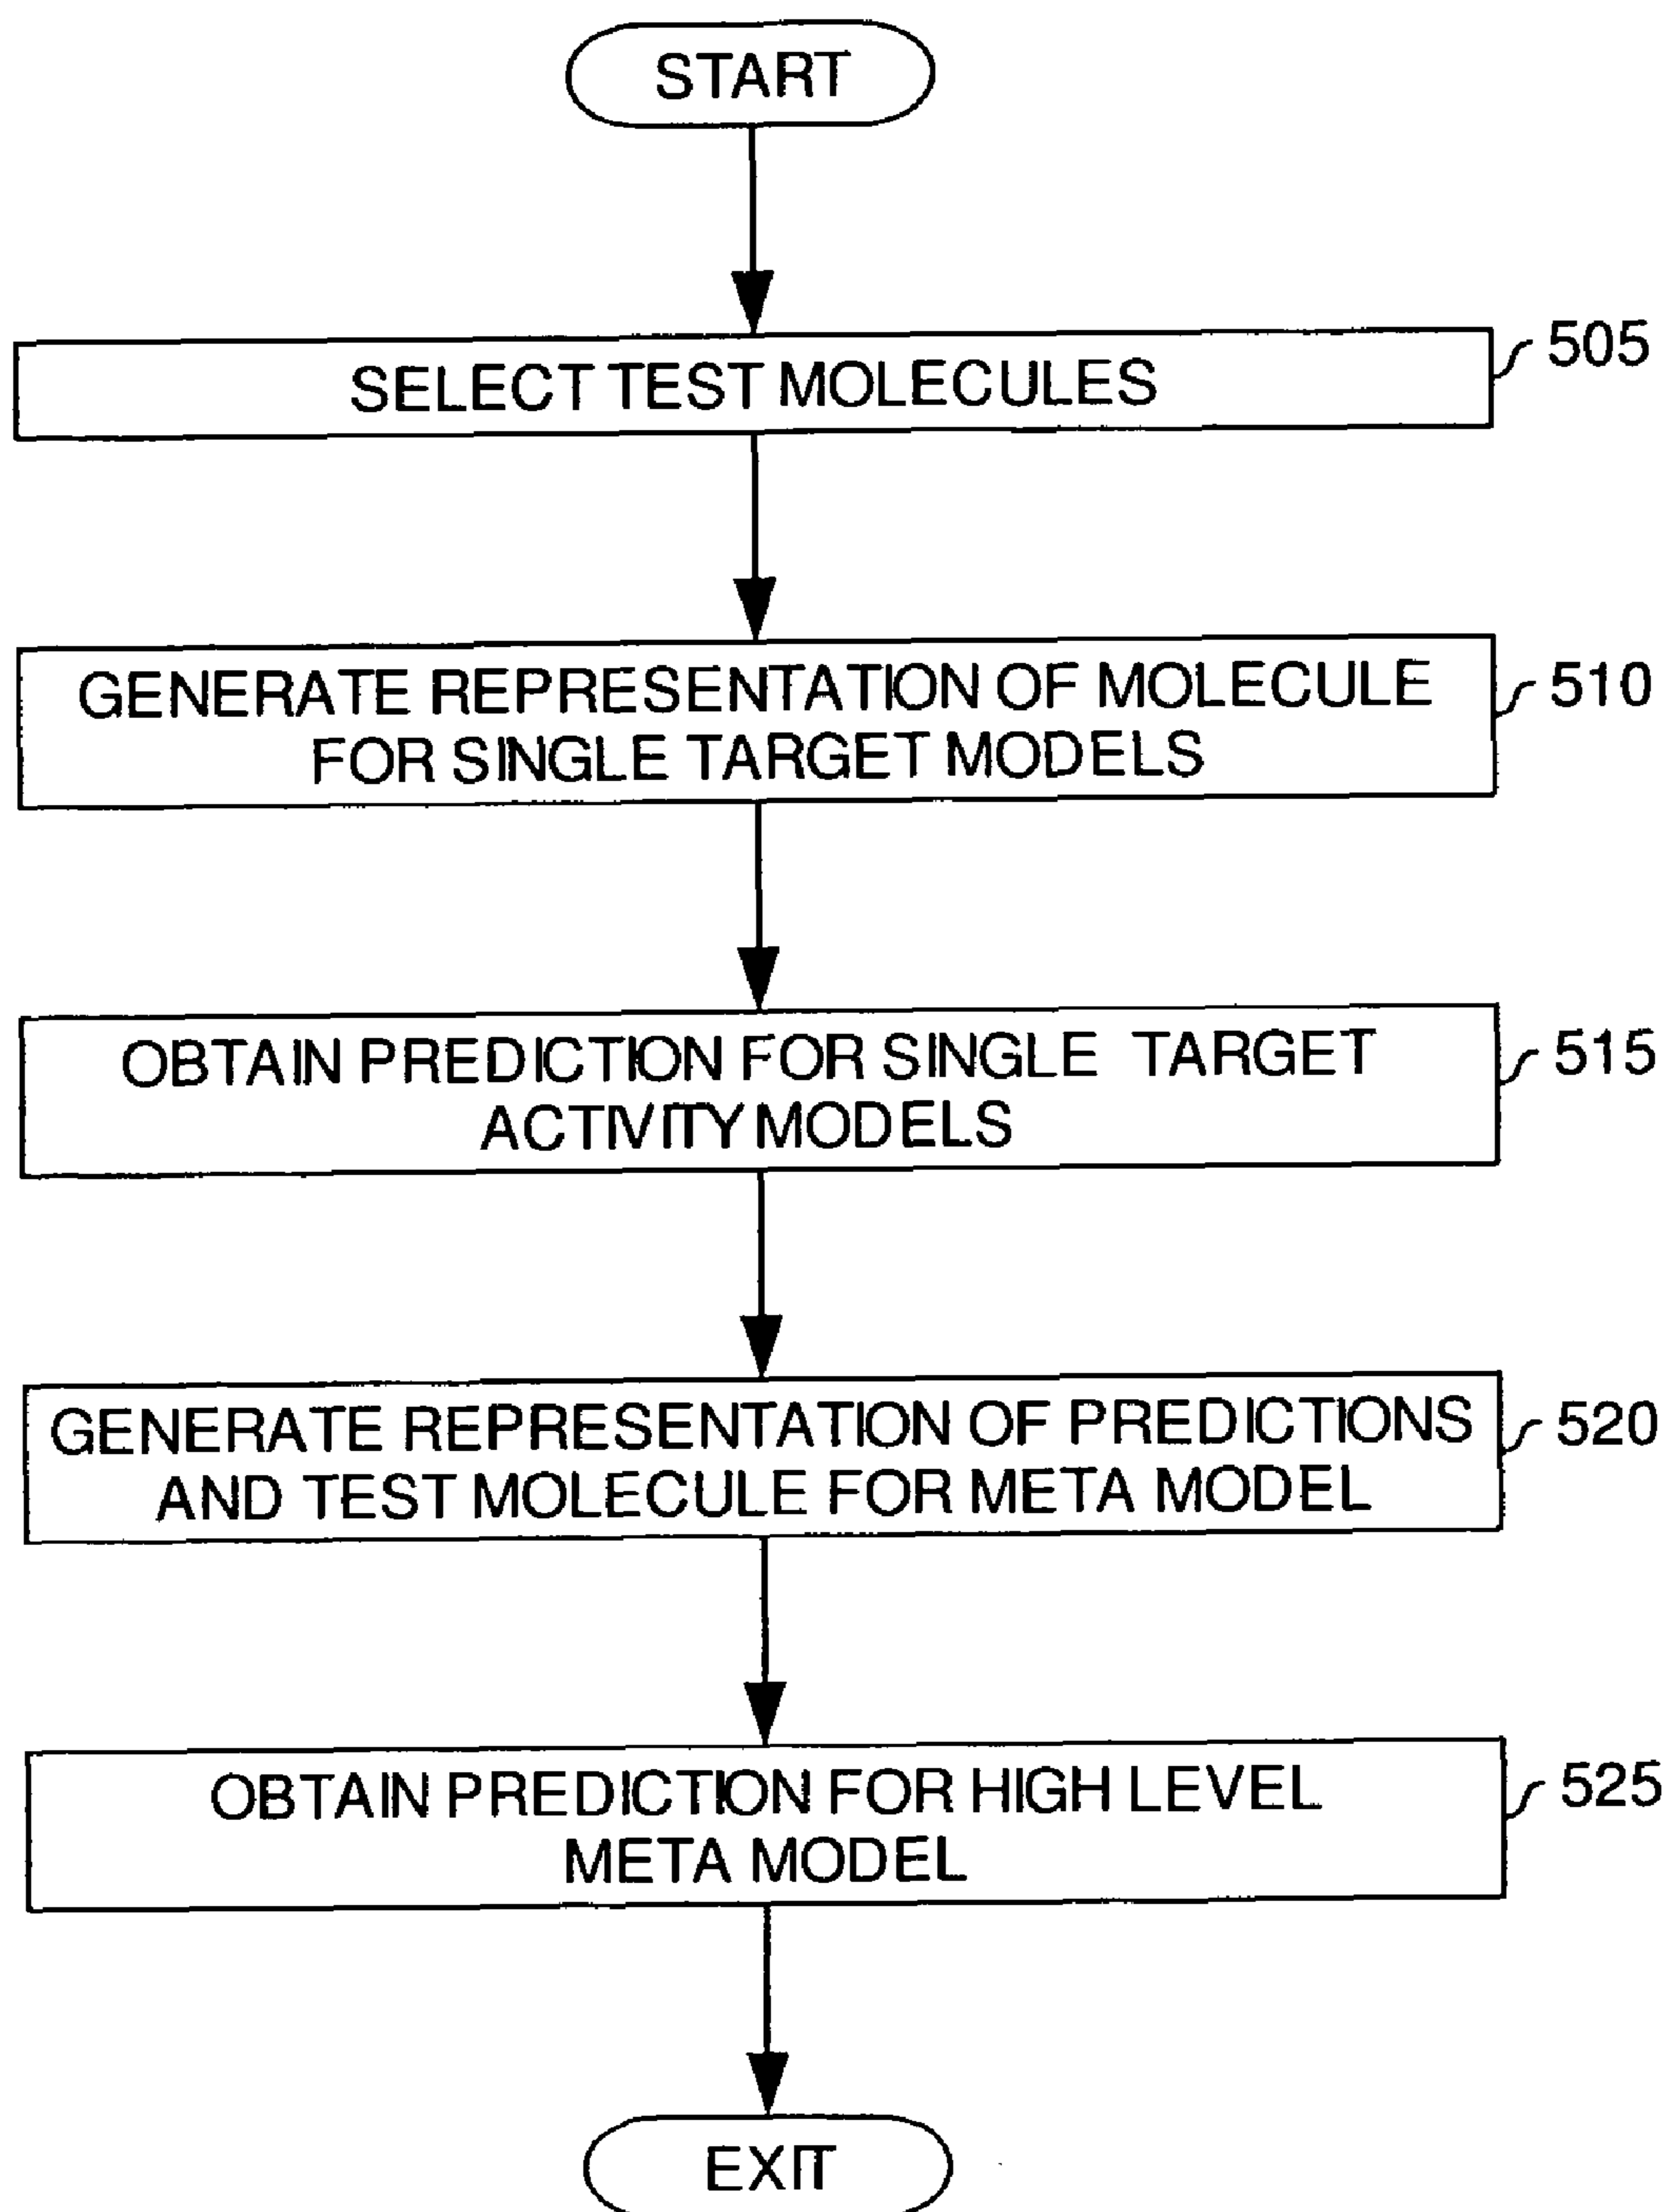 START
SELECT TEST MOLECULES
505
GENERATE REPRESENTATION OF MOLECULE
FOR SINGLE TARGET MODELS
510
OBTAIN PREDICTION FOR SINGLE TARGET
ACTIVITY MODELS
515
GENERATE REPRESENTATION OF PREDICTIONS
AND TEST MOLECULE FOR META MODEL
520
OBTAIN PREDICTION FOR HIGH LEVEL
META MODEL
525
EXIT